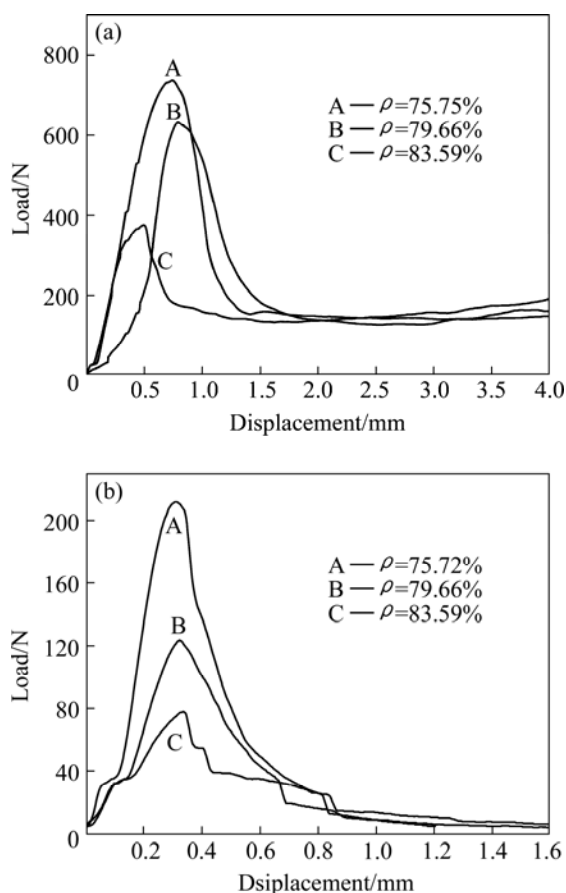 (a)
800
A
B
A — ρ=75.75%
B — ρ=79.66%
C — ρ=83.59%
600
Load/N
400
C
200
0
0.5 1.0 1.5 2.0 2.5 3.0 3.5 4.0
Displacement/mm
(b)
200
A
A — ρ=75.72%
B — ρ=79.66%
C — ρ=83.59%
160
Load/N
120
B
80
C
40
0
0.2 0.4 0.6 0.8 1.0 1.2 1.4 1.6
Dsiplacement/mm